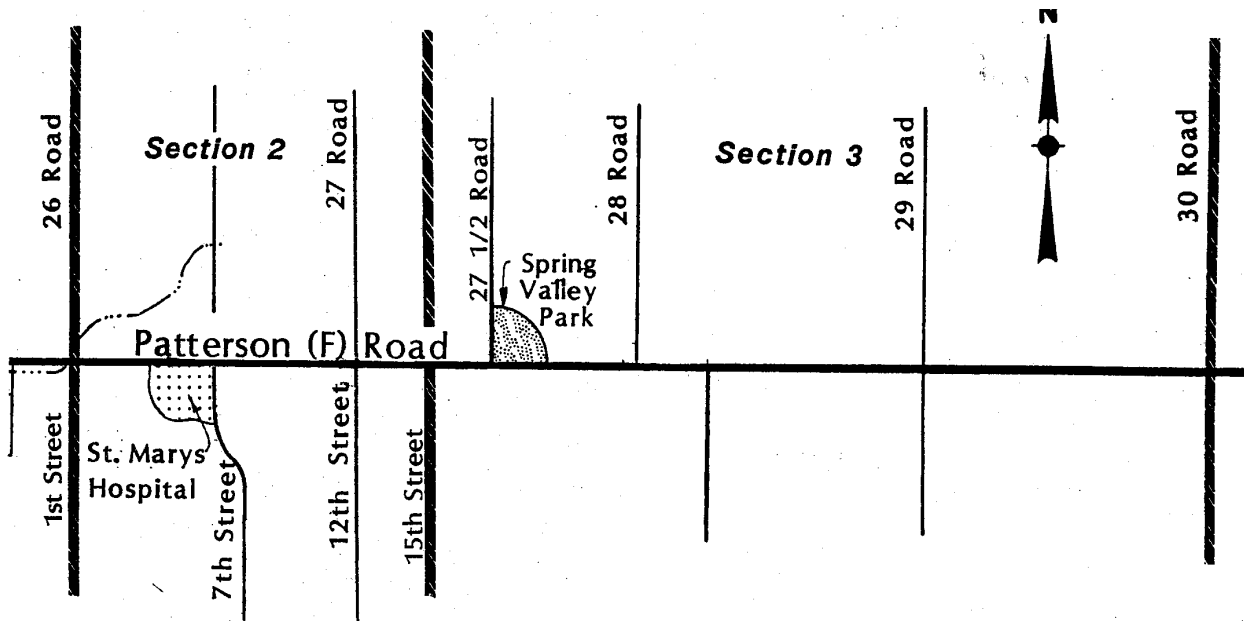 N
26 Road
Section 2
27 Road
27 1/2 Road
28 Road
Section 3
29 Road
30 Road
Spring
Valley
Park
Patterson (F) Road
1st Street
St. Marys
Hospital
7th Street
12th Street
15th Street